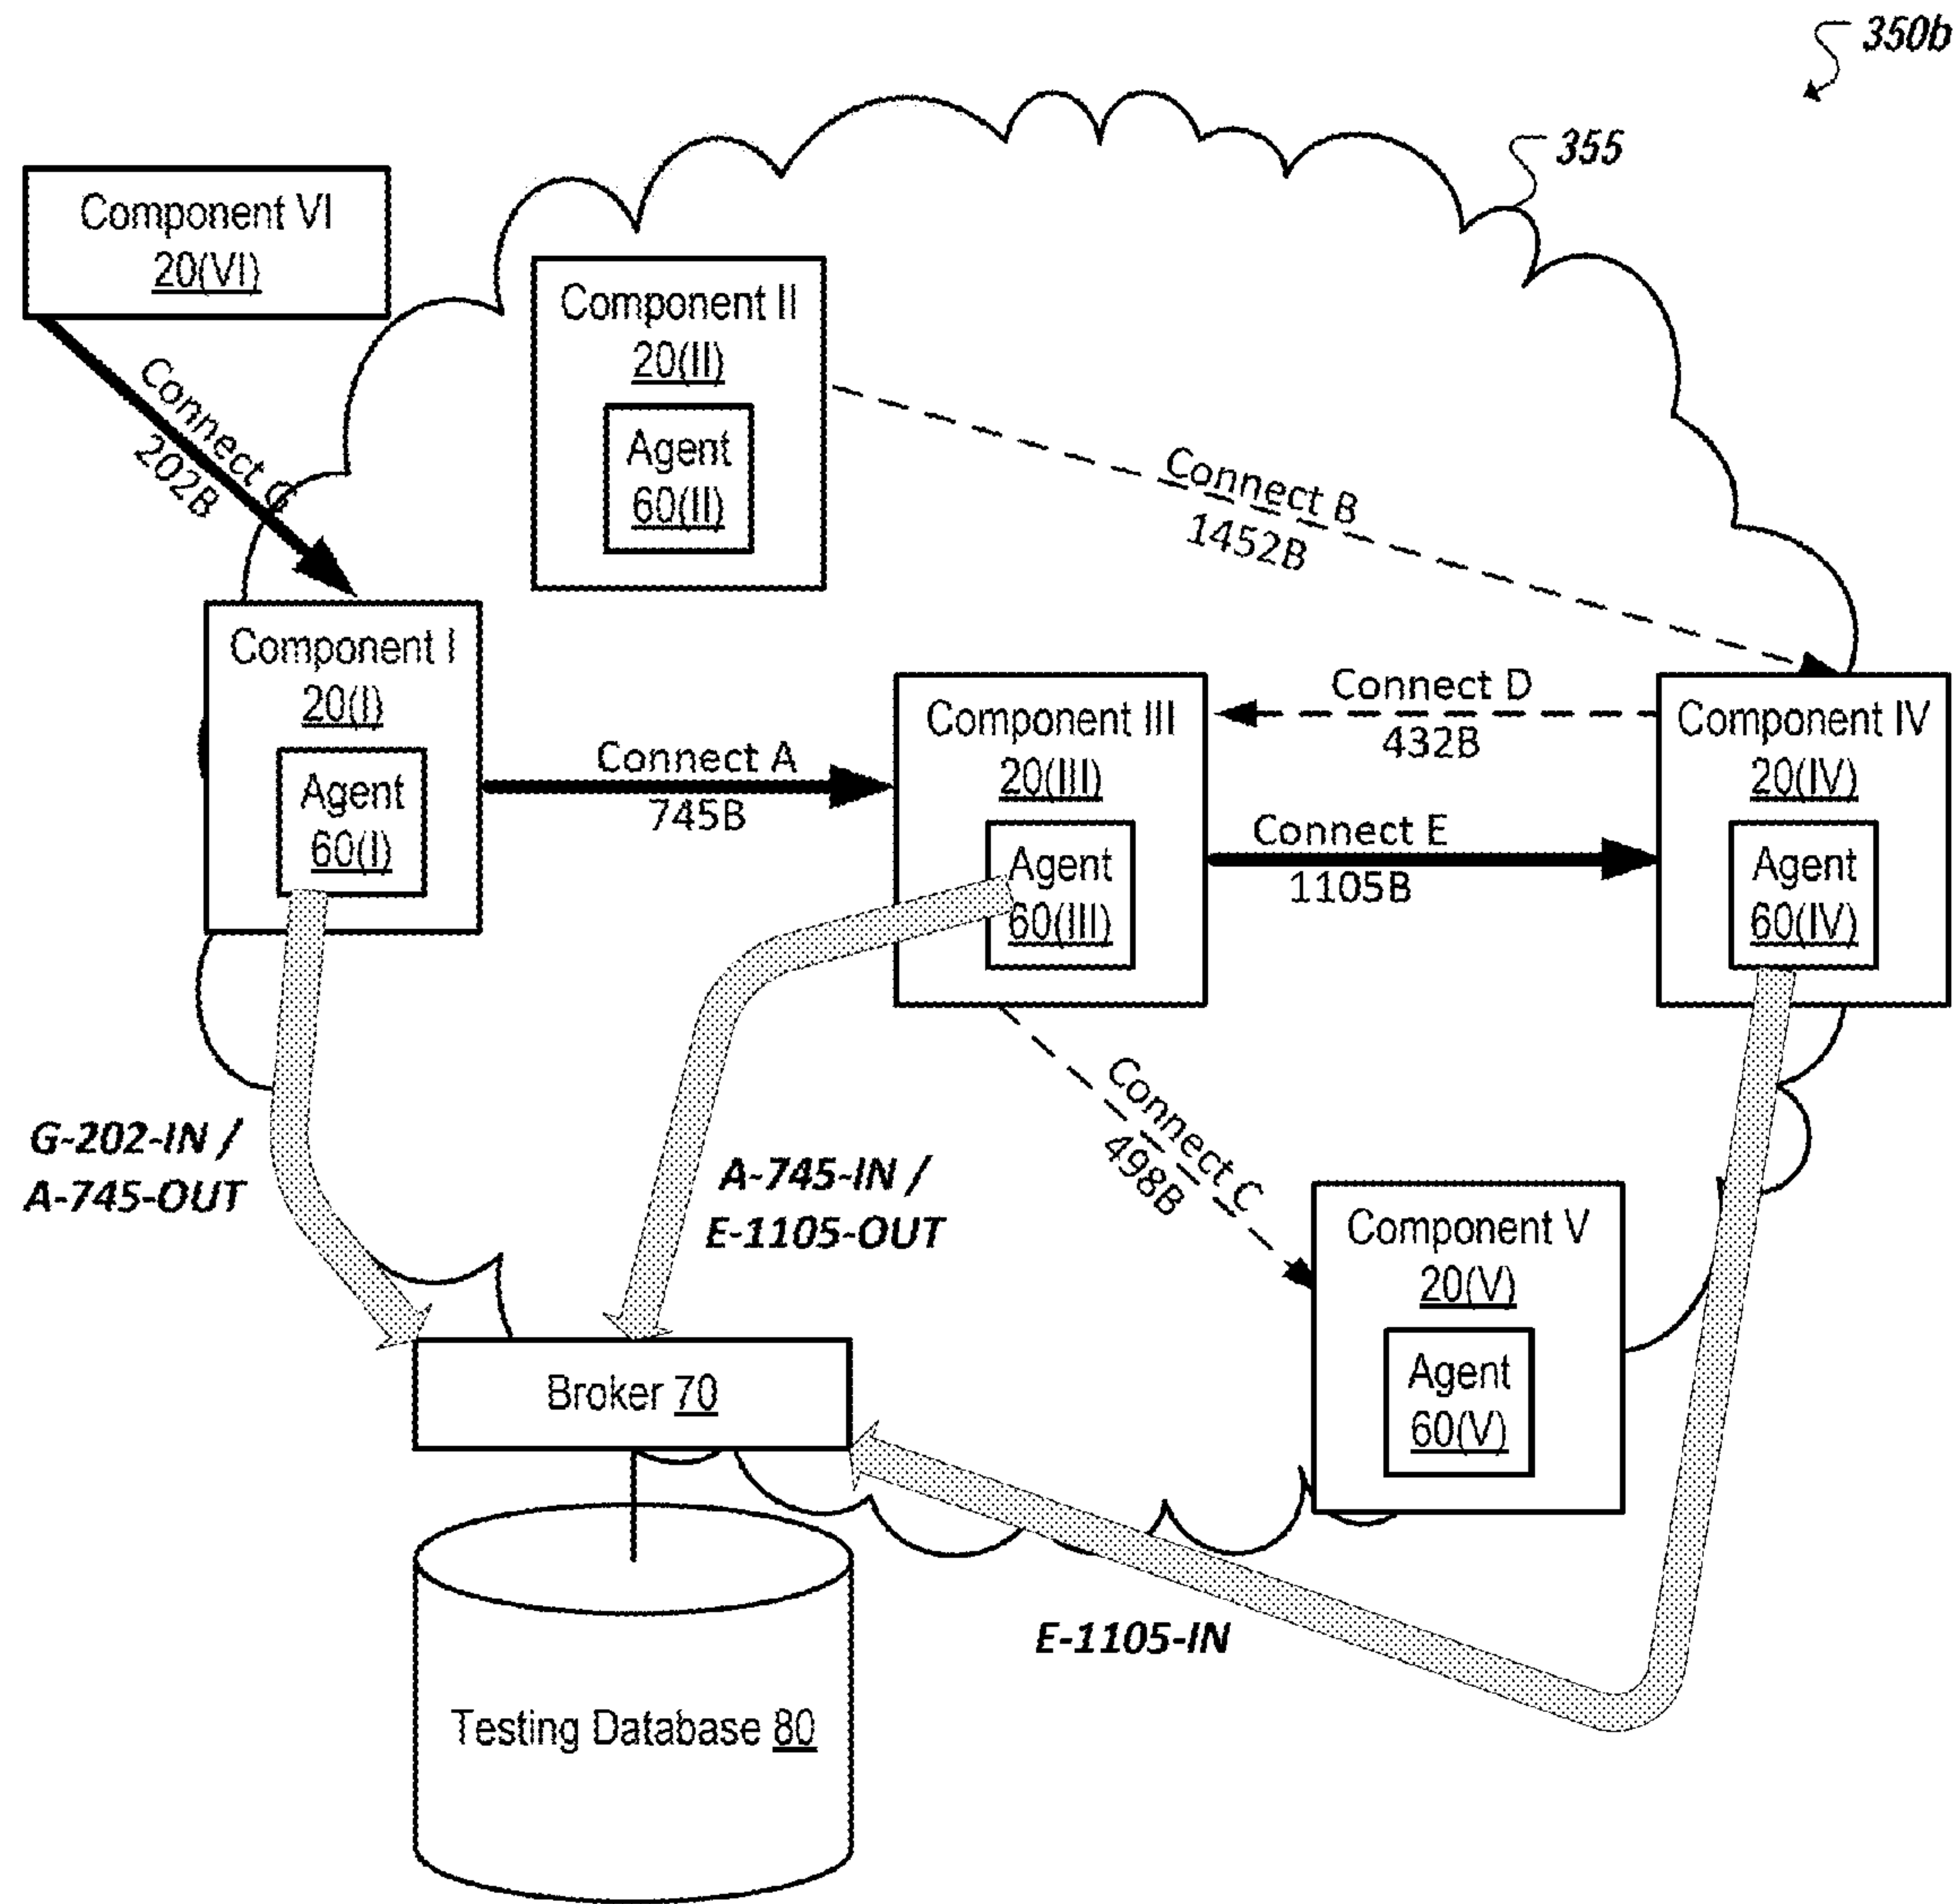 350b
355
Component VI
20(VI)
Connect G
202B
Component II
20(II)
Agent
60(II)
Connect B
1452B
Component I
20(I)
Agent
60(I)
Connect A
745B
Component III
20(III)
Agent
60(III)
Connect D
432B
Connect E
1105B
Component IV
20(IV)
Agent
60(IV)
G-202-IN /
A-745-OUT
A-745-IN /
E-1105-OUT
Connect C
498B
Component V
20(V)
Agent
60(V)
Broker 70
E-1105-IN
Testing Database 80